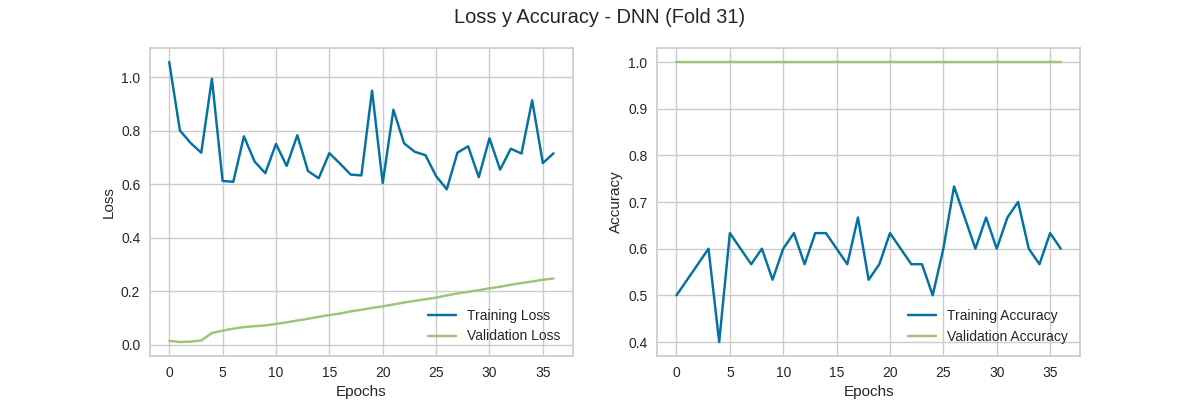 Loss y Accuracy - DNN (Fold 31)
1.0
0.8
0.6
0.4
0.2
0.0
Loss
0 5 10 15 20 25 30 35
Epochs
Training Loss
Validation Loss
1.0
0.9
0.8
0.7
0.6
0.5
0.4
Accuracy
0 5 10 15 20 25 30 35
Epochs
Training Accuracy
Validation Accuracy